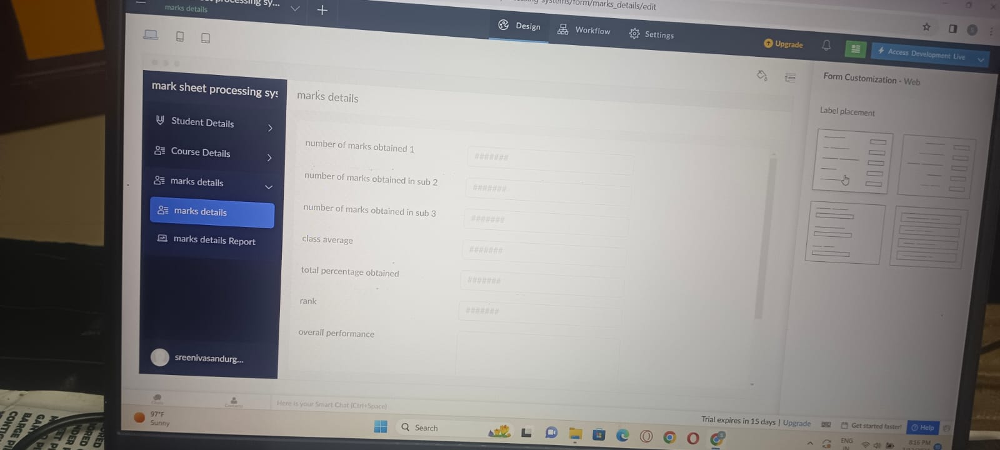 systems/form/marks_details/edit
marks details
Design
Workflow
Settings
Upgrade
Access Development Live
Form Customization - Web
Label placement
mark sheet processing sys
Student Details
Course Details
marks details
marks details
marks details Report
sreenivasandurg...
marks details
number of marks obtained 1
#######
number of marks obtained in sub 2
#######
number of marks obtained in sub 3
#######
class average
#######
total percentage obtained
#######
rank
#######
overall performance
Chats
Contacts
Here is your Smart Chat (Ctrl+Space)
Trial expires in 15 days | Upgrade
Get started faster!
Help
97°F
Sunny
Search
ENG
IN
8:16 PM